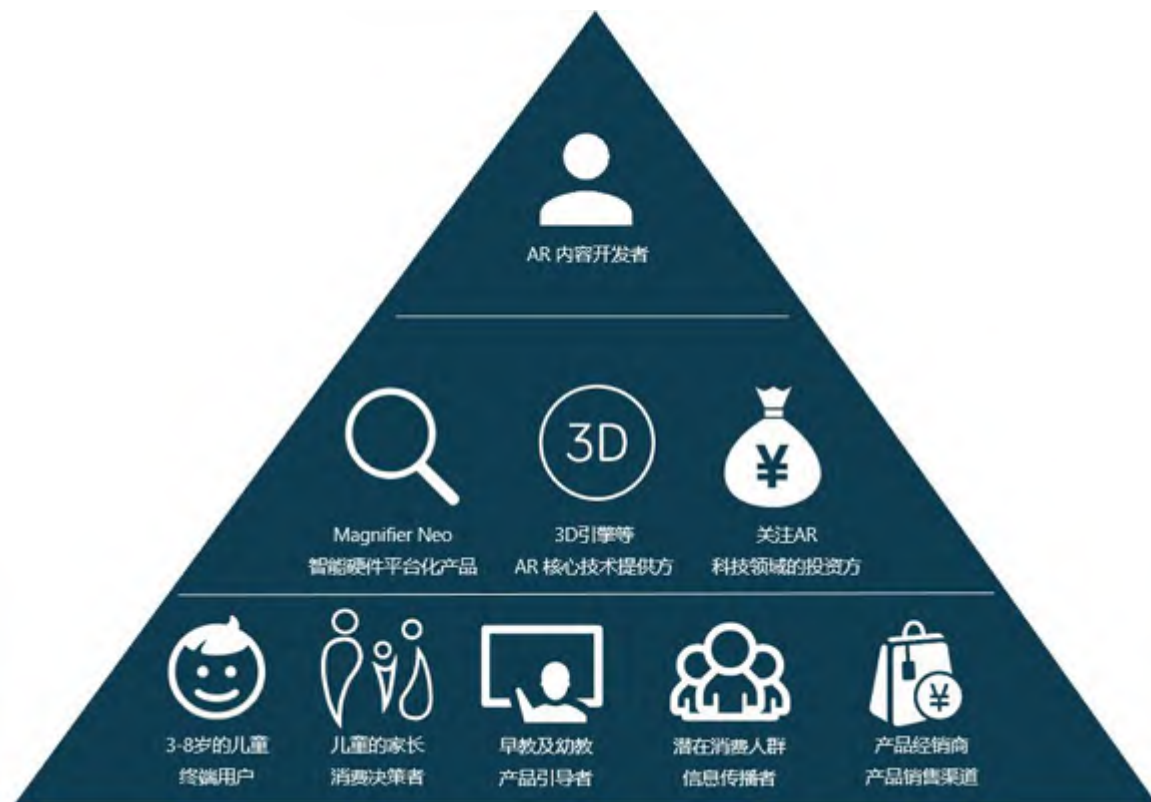 AR 内容开发者
3D
¥
Magnifier Neo
3D引擎等
关注AR
智能硬件平台化产品
AR 核心技术提供方
科技领域的投资方
¥
3-8岁的儿童
儿童的家长
早教及幼教
潜在消费人群
产品经销商
终端用户
消费决策者
产品引导者
信息传播者
产品销售渠道